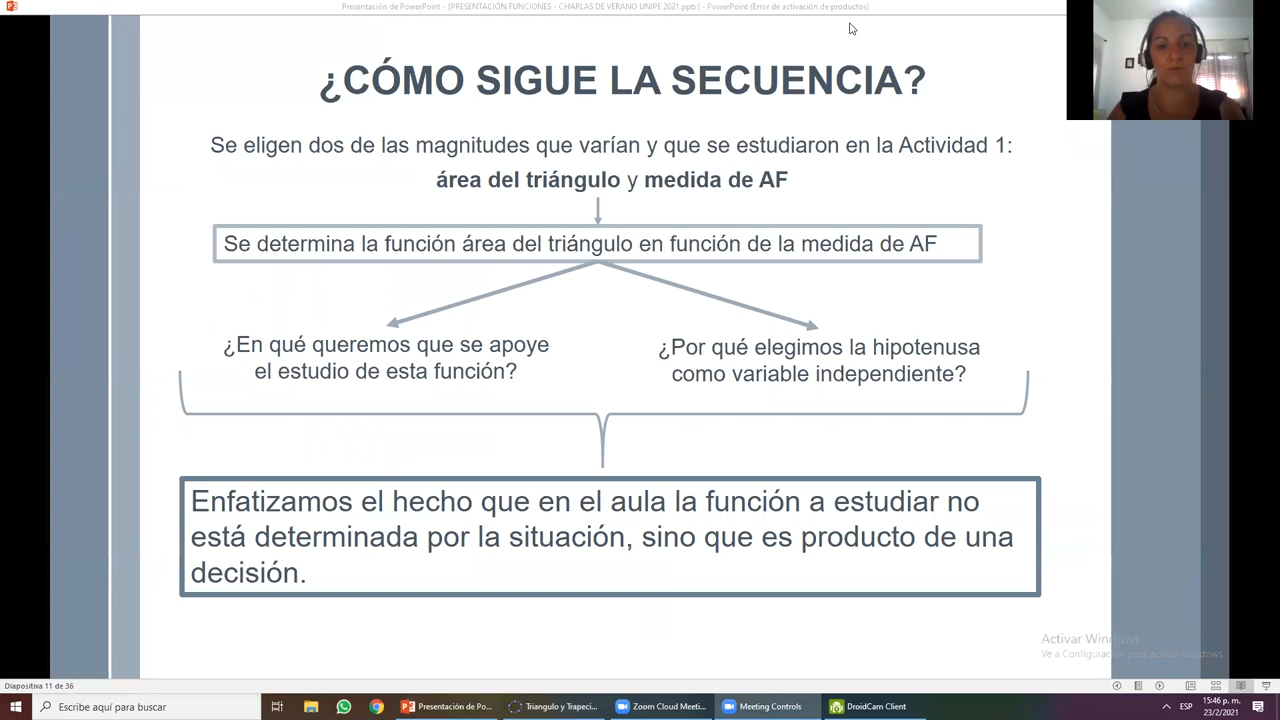 Presentación de PowerPoint - [PRESENTACIÓN FUNCIONES - CHARLAS DE VERANO UNIPE 2021.pptx] - PowerPoint (Error de activación de productos)
¿CÓMO SIGUE LA SECUENCIA?
Se eligen dos de las magnitudes que varían y que se estudiaron en la Actividad 1:
área del triángulo y medida de AF
Se determina la función área del triángulo en función de la medida de AF
¿En qué queremos que se apoye
el estudio de esta función?
¿Por qué elegimos la hipotenusa
como variable independiente?
Enfatizamos el hecho que en el aula la función a estudiar no
está determinada por la situación, sino que es producto de una
decisión.
Activar Windows
Ve a Configuración para activar Windows.
Diapositiva 11 de 36
Escribe aquí para buscar
Presentación de Po...
Triangulo y Trapeci...
Zoom Cloud Meeti...
Meeting Controls
DroidCam Client
ESP
15:46 p. m.
23/2/2021